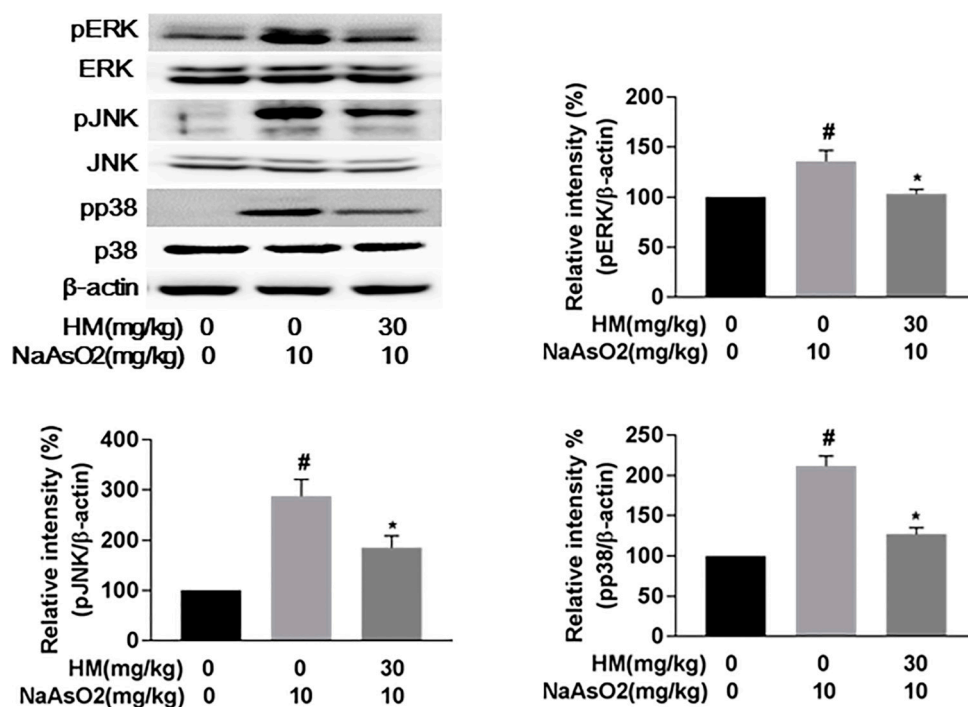 pERK
ERK
pJNK
JNK
pp38
p38
β-actin
HM(mg/kg) 0 0 30
NaAsO2(mg/kg) 0 10 10
Relative intensity (%)
(pERK/β-actin)
200
150
100
50
0
#
*
HM(mg/kg) 0 0 30
NaAsO2(mg/kg) 0 10 10
Relative intensity (%)
(pJNK/β-actin)
400
300
200
100
0
#
*
HM(mg/kg) 0 0 30
NaAsO2(mg/kg) 0 10 10
Relative intensity %
(pp38/β-actin)
250
200
150
100
50
0
#
*
HM(mg/kg) 0 0 30
NaAsO2(mg/kg) 0 10 10